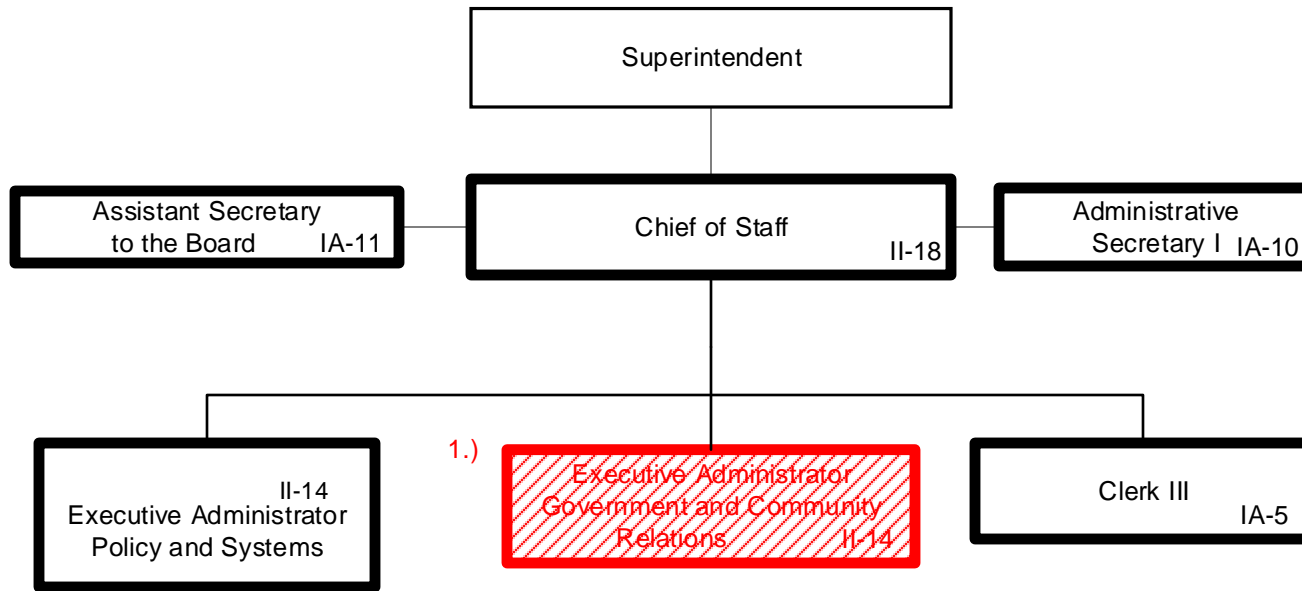 Superintendent
Assistant Secretary
to the Board
IA-11
Chief of Staff
II-18
Administrative
Secretary I
IA-10
II-14
Executive Administrator
Policy and Systems
1.)
Executive Administrator
Government and Community
Relations
II-14
Clerk III
IA-5